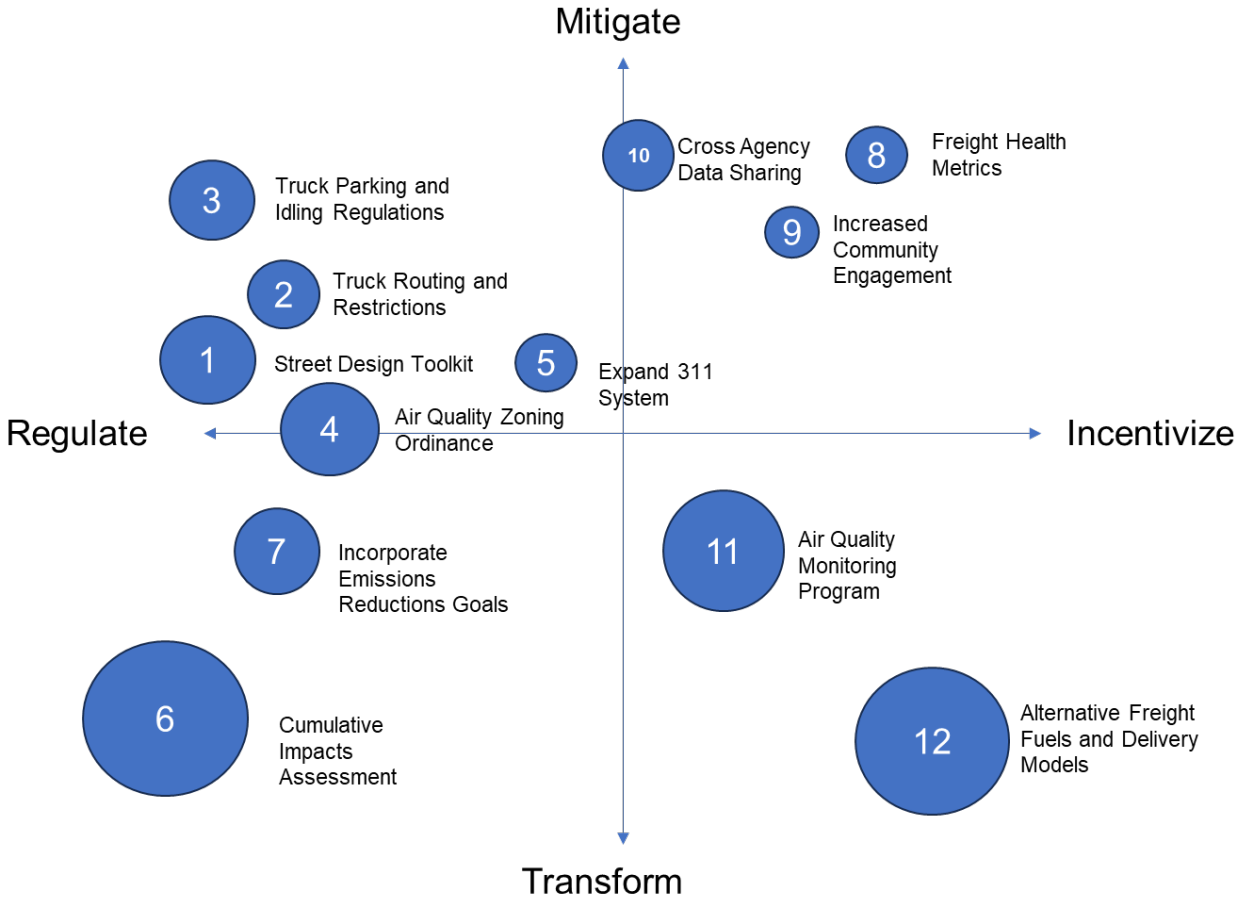 Mitigate
10
Cross Agency
Data Sharing
8
Freight Health
Metrics
3
Truck Parking and
Idling Regulations
9
Increased
Community
Engagement
2
Truck Routing and
Restrictions
1
Street Design Toolkit
5
Expand 311
System
4
Air Quality Zoning
Ordinance
Regulate
Incentivize
7
Incorporate
Emissions
Reductions Goals
11
Air Quality
Monitoring
Program
6
Cumulative
Impacts
Assessment
12
Alternative Freight
Fuels and Delivery
Models
Transform